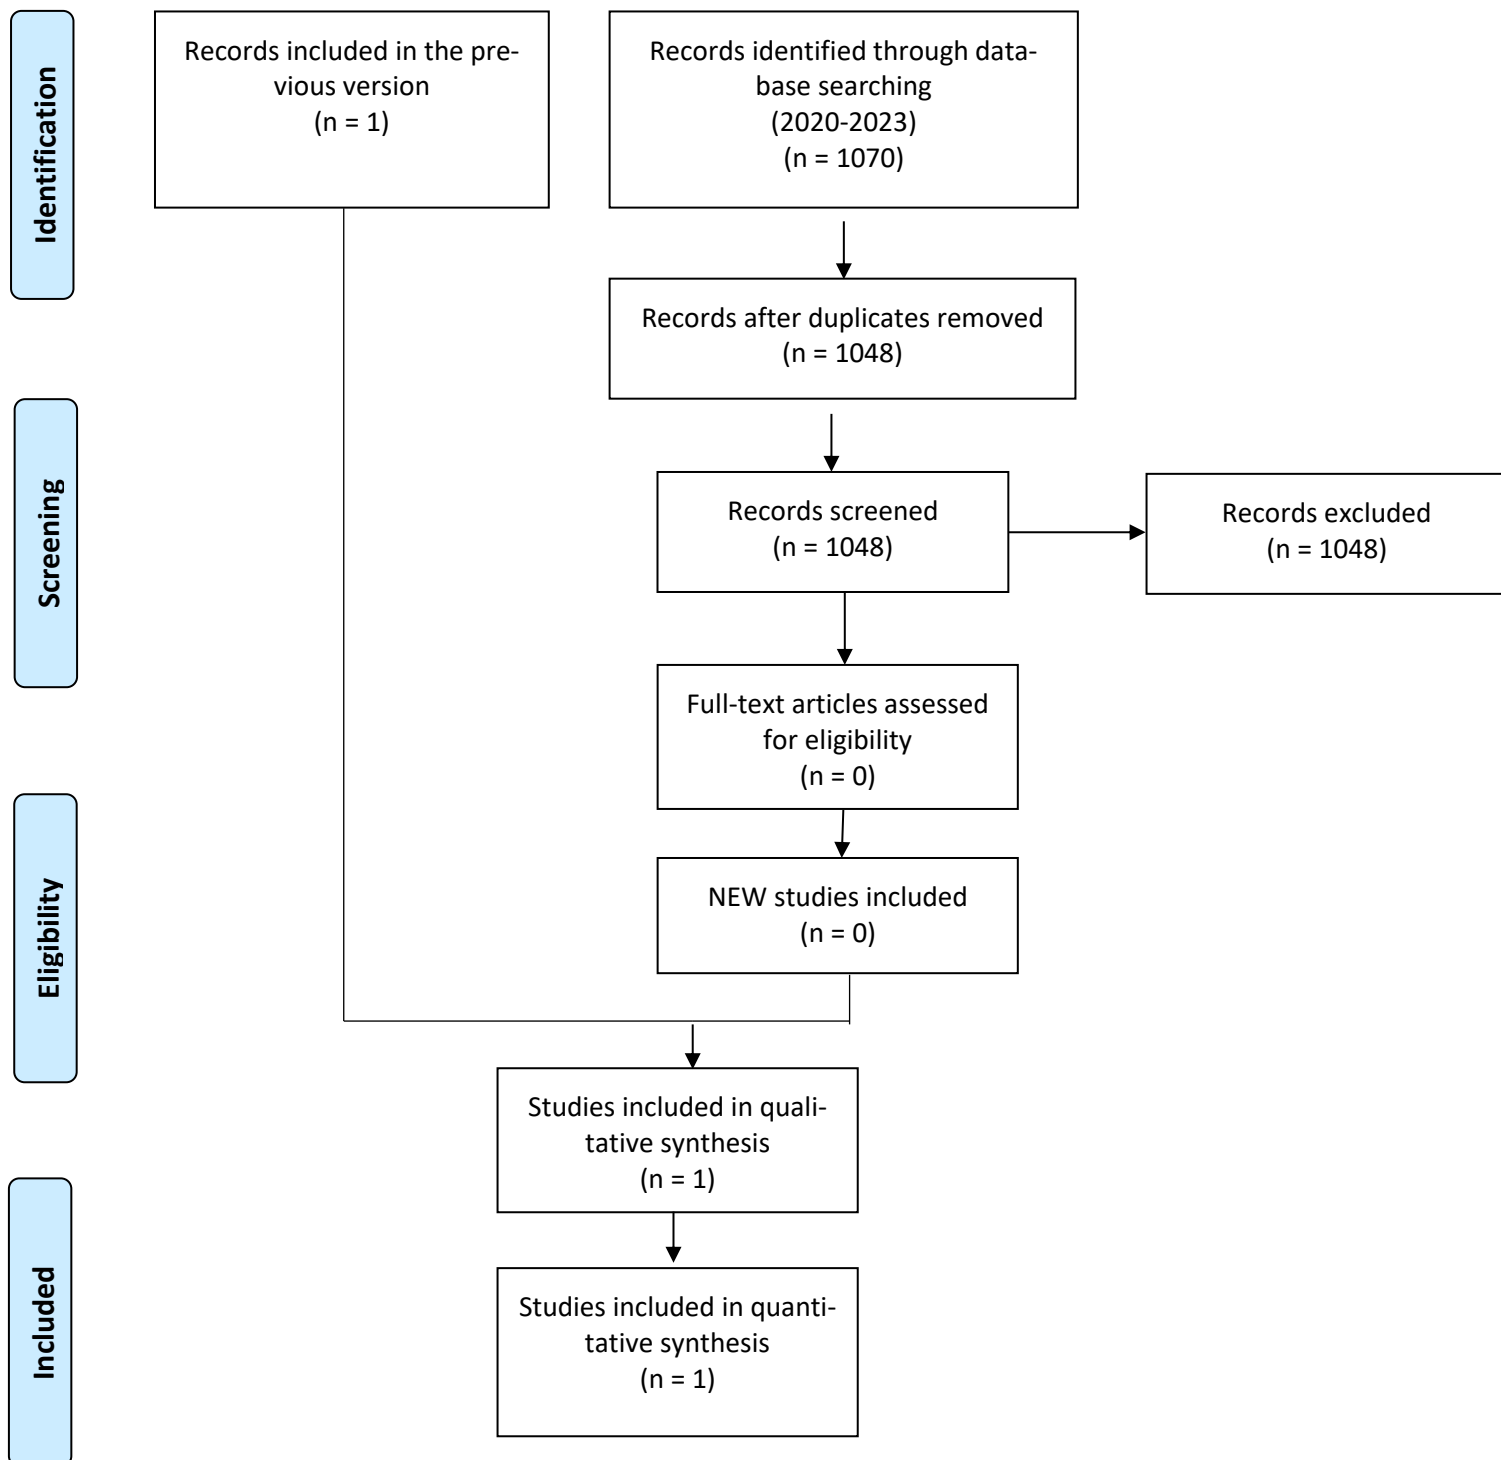 Identification
Records included in the pre-
vious version
(n = 1)
Records identified through data-
base searching
(2020-2023)
(n = 1070)
Records after duplicates removed
(n = 1048)
Screening
Records screened
(n = 1048)
Records excluded
(n = 1048)
Full-text articles assessed
for eligibility
(n = 0)
Eligibility
NEW studies included
(n = 0)
Studies included in quali-
tative synthesis
(n = 1)
Included
Studies included in quanti-
tative synthesis
(n = 1)